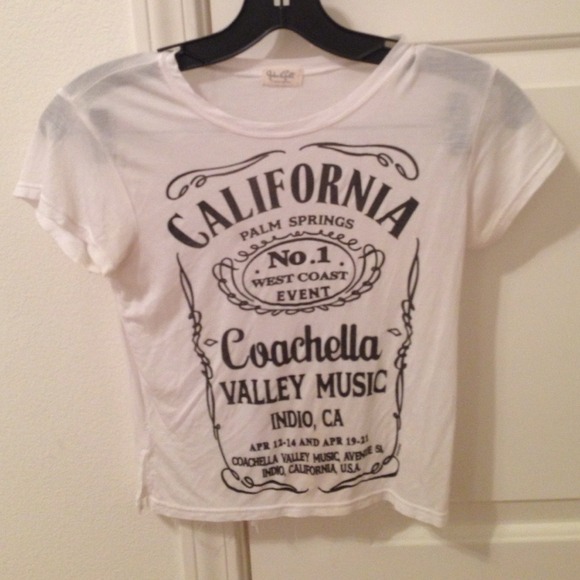 CALIFORNIA
PALM SPRINGS
No.1
WEST COAST
EVENT
Coachella
VALLEY MUSIC
INDIO, CA
APR 12-14 AND APR 19-21
COACHELLA VALLEY MUSIC, AVENUE 51,
INDIO, CALIFORNIA, U.S.A.